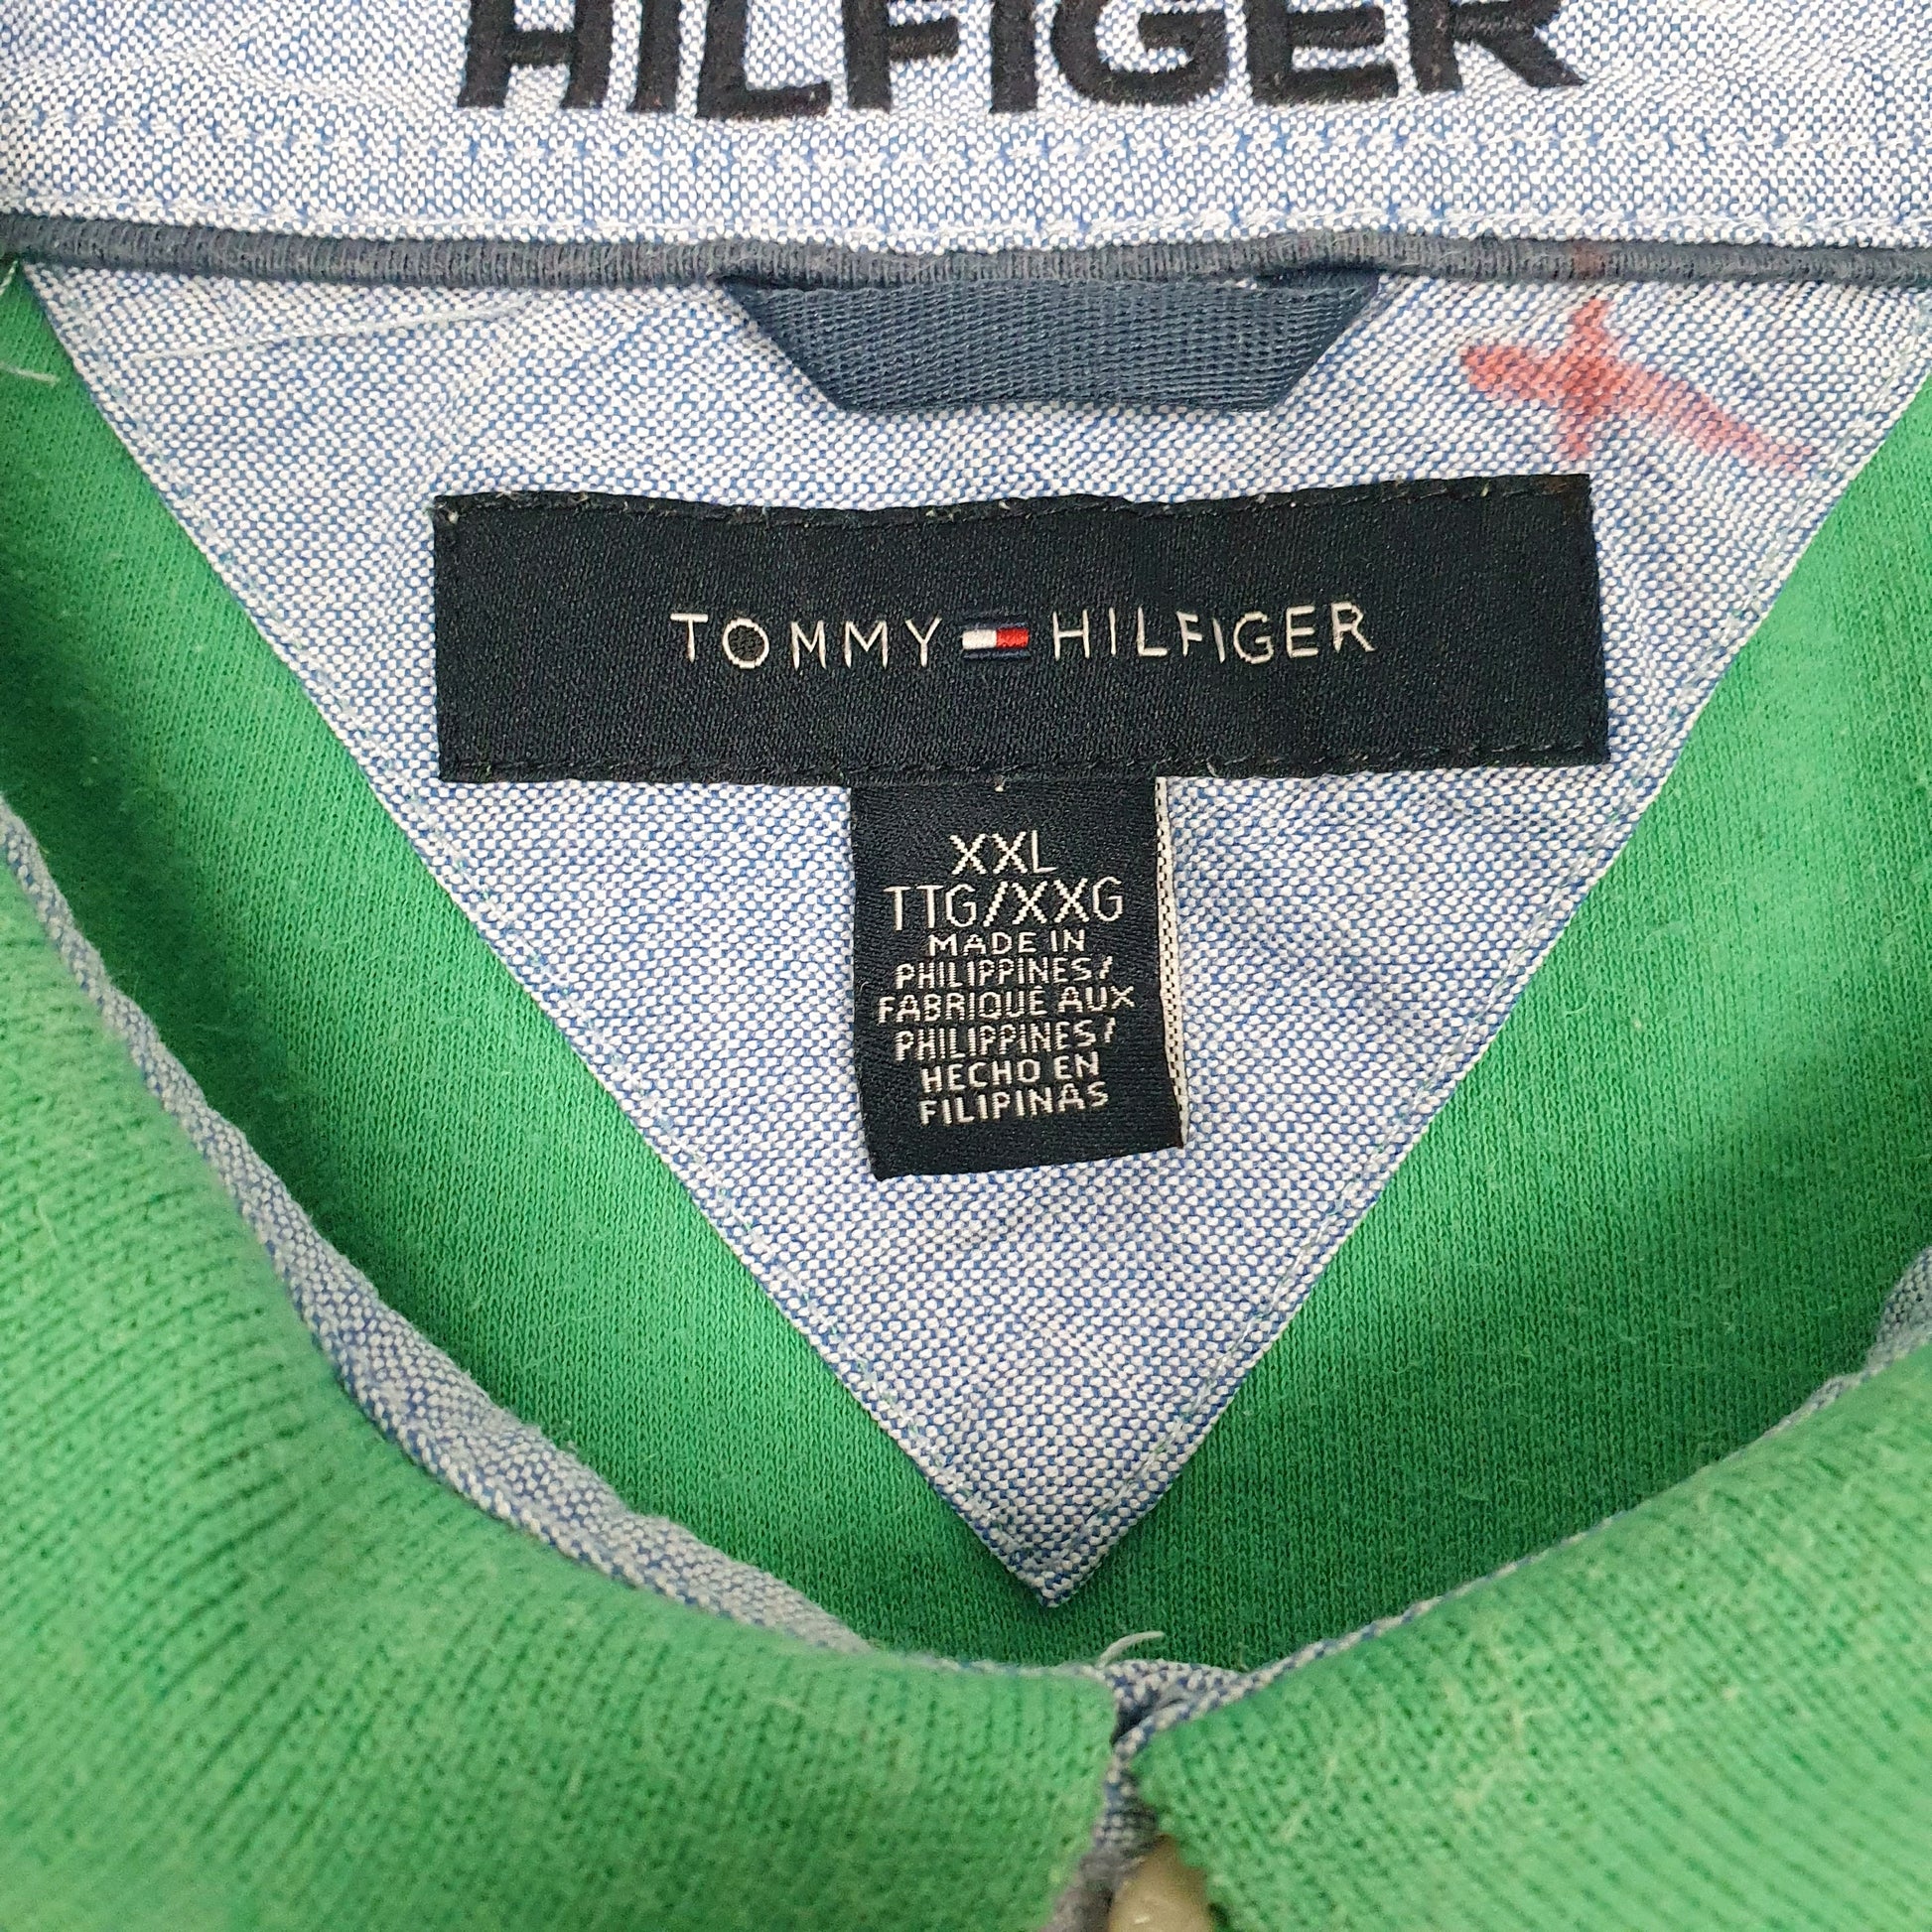 HILFIGER
TOMMY HILFIGER
XXL
TTG/XXG
MADE IN
PHILIPPINES/
FABRIQUE AUX
PHILIPPINES/
HECHO EN
FILIPINAS